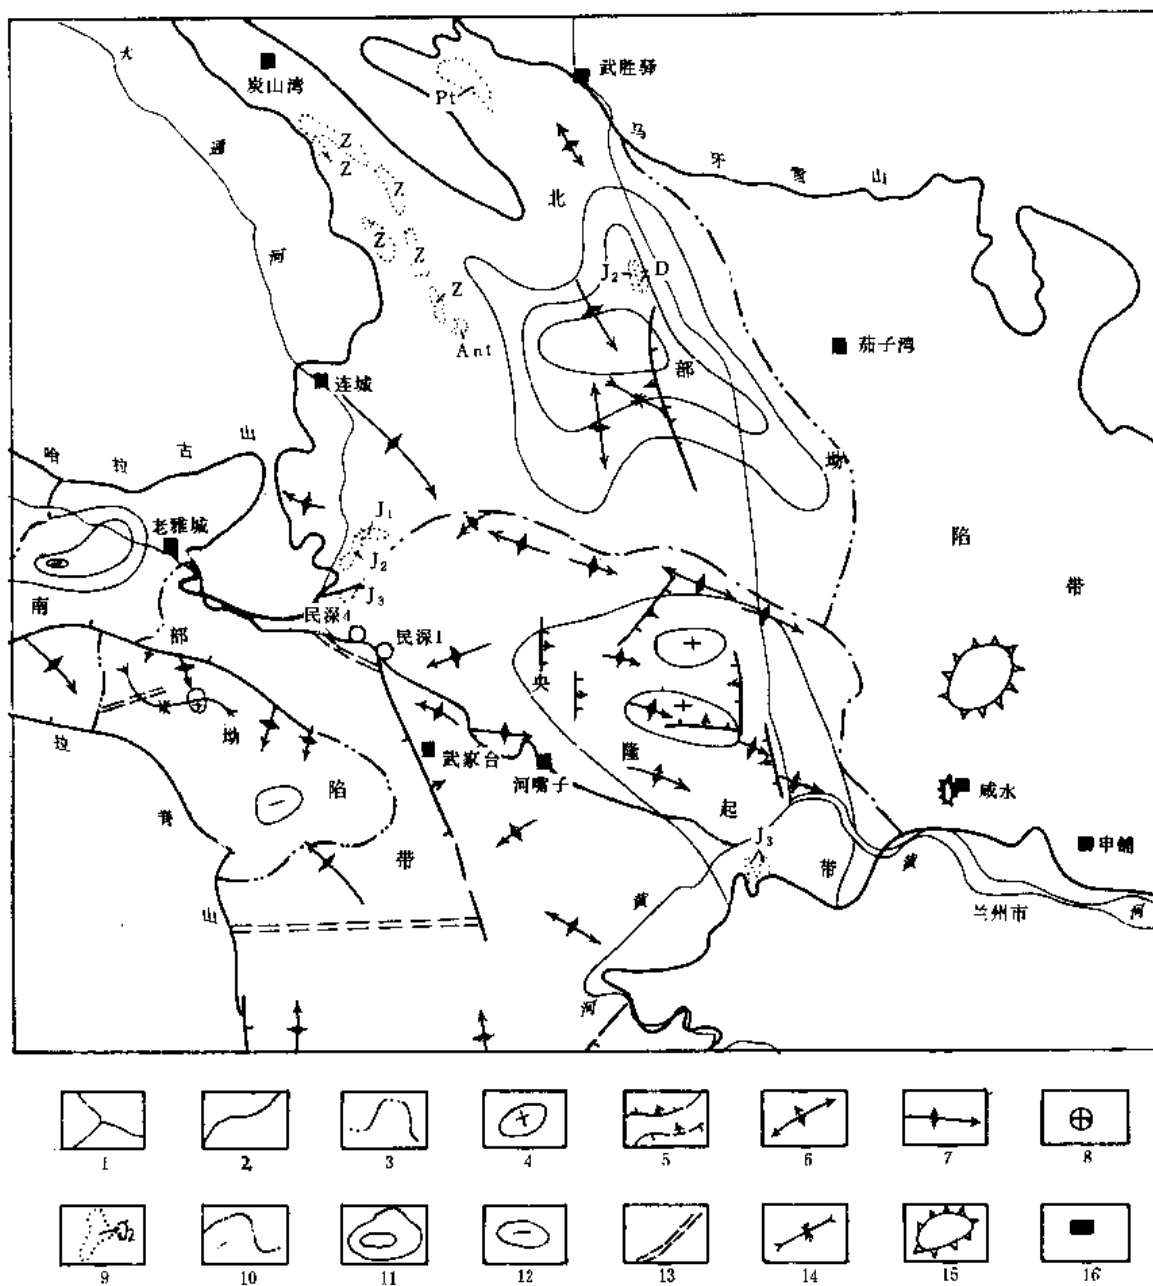 大通河
炭山湾
武胜驿
Pt
马牙雪山
Z
Z
Z
北部坳陷带
Z
Z
J₂
D
Z
Ant
茄子湾
连城
哈拉古山
老雅城
J₁
J₂
J₃
南部坳陷带
民深4
民深1
央隆起带
拉脊山
武家台
河嘴子
咸水
J₃
申铺
黄河
黄河
兰州市
1 2 3 4 5 6 7 8
J₂
9 10 11 12 13 14 15 16